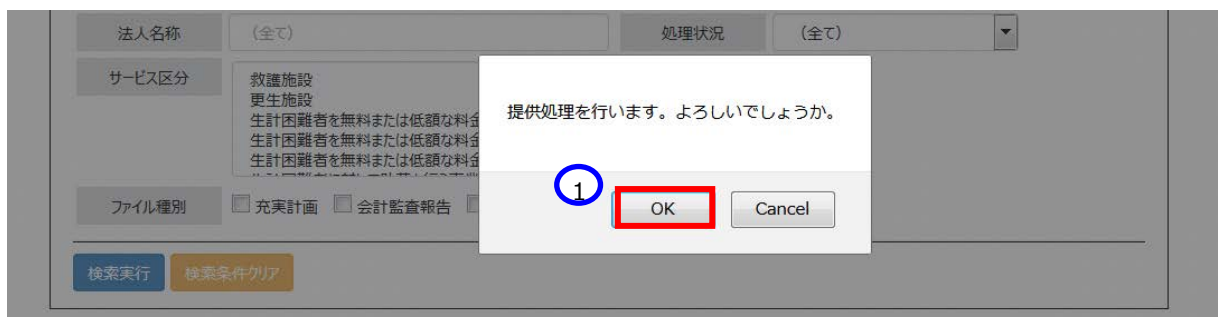 法人名称 (全て) 処理状況 (全て)
サービス区分
救護施設
更生施設
生計困難者を無料または低額な料金
生計困難者を無料または低額な料金
生計困難者を無料または低額な料金
提供処理を行います。よろしいでしょうか。
1
OK Cancel
ファイル種別 充実計画 会計監査報告
検索実行 検索条件クリア